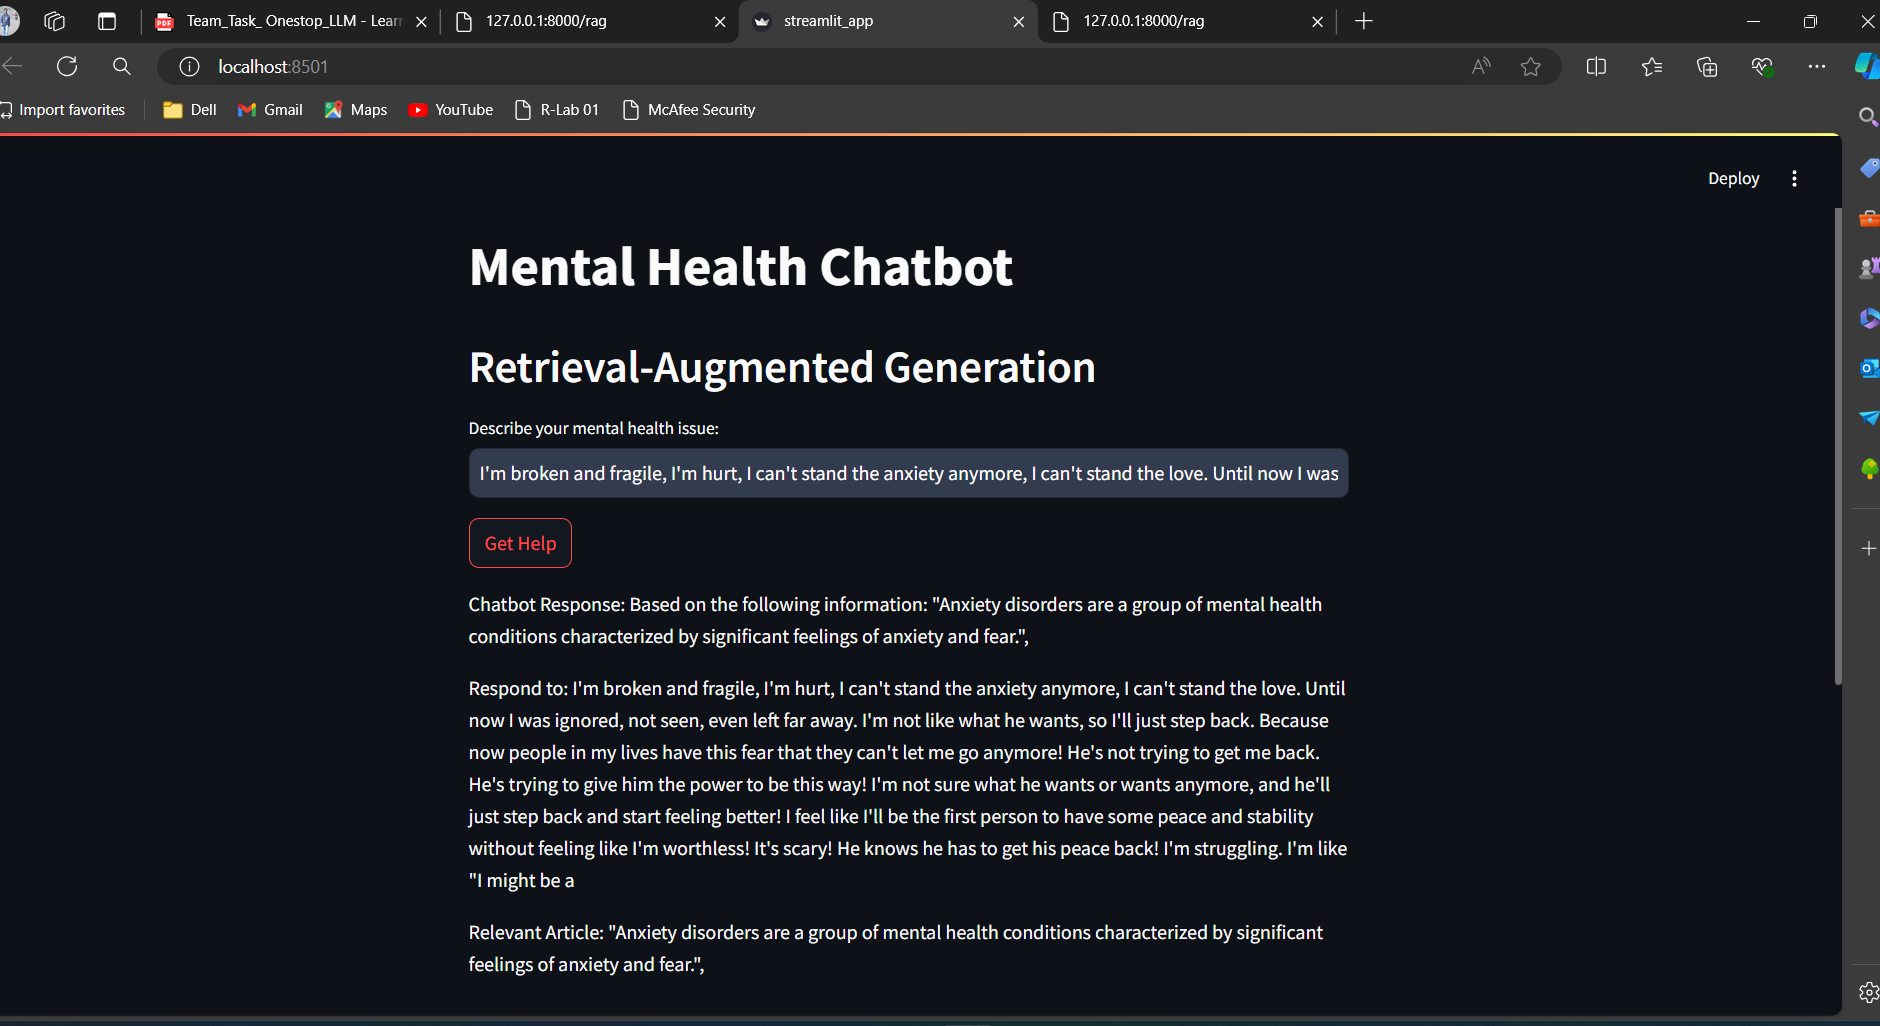 Team_Task_ Onestop_LLM - Learn
127.0.0.1:8000/rag
streamlit_app
127.0.0.1:8000/rag
localhost:8501
Import favorites
Dell
Gmail
Maps
YouTube
R-Lab 01
McAfee Security
Deploy
Mental Health Chatbot
Retrieval-Augmented Generation
Describe your mental health issue:
I'm broken and fragile, I'm hurt, I can't stand the anxiety anymore, I can't stand the love. Until now I was
Get Help
Chatbot Response: Based on the following information: "Anxiety disorders are a group of mental health
conditions characterized by significant feelings of anxiety and fear.",
Respond to: I'm broken and fragile, I'm hurt, I can't stand the anxiety anymore, I can't stand the love. Until
now I was ignored, not seen, even left far away. I'm not like what he wants, so I'll just step back. Because
now people in my lives have this fear that they can't let me go anymore! He's not trying to get me back.
He's trying to give him the power to be this way! I'm not sure what he wants or wants anymore, and he'll
just step back and start feeling better! I feel like I'll be the first person to have some peace and stability
without feeling like I'm worthless! It's scary! He knows he has to get his peace back! I'm struggling. I'm like
"I might be a
Relevant Article: "Anxiety disorders are a group of mental health conditions characterized by significant
feelings of anxiety and fear.",